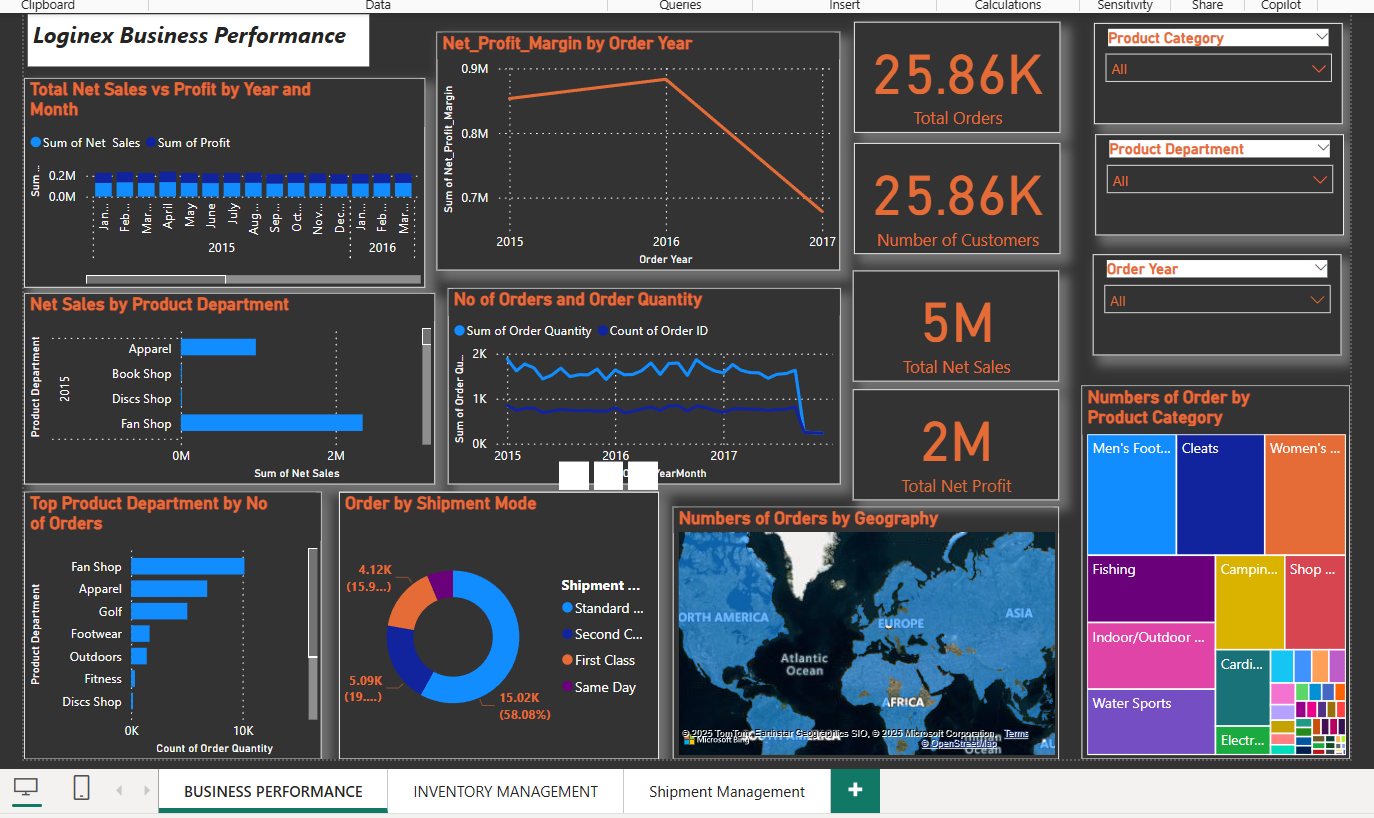 Clipboard
Data
Queries
Insert
Calculations
Sensitivity
Share
Copilot
Loginex Business Performance
Total Net Sales vs Profit by Year and
Month
Sum of Net Sales
Sum of Profit
Sum ...
0.2M
0.0M
Jan...
Feb...
Mar...
April
May
June
July
Aug...
Sep...
Oct...
Nov...
Dec...
Jan...
Feb...
Mar...
2015
2016
Net_Profit_Margin by Order Year
Sum of Net_Profit_Margin
0.9M
0.8M
0.7M
2015
2016
2017
Order Year
25.86K
Total Orders
25.86K
Number of Customers
5M
Total Net Sales
2M
Total Net Profit
Product Category
All
Product Department
All
Order Year
All
Net Sales by Product Department
Product Department
2015
Apparel
Book Shop
Discs Shop
Fan Shop
0M
2M
Sum of Net Sales
No of Orders and Order Quantity
Sum of Order Quantity
Count of Order ID
Sum of Order Qu...
2K
1K
0K
2015
2016
2017
YearMonth
Numbers of Order by
Product Category
Men's Foot...
Cleats
Women's ...
Fishing
Campin...
Shop ...
Indoor/Outdoor ...
Cardi...
Water Sports
Electr...
Top Product Department by No
of Orders
Product Department
Fan Shop
Apparel
Golf
Footwear
Outdoors
Fitness
Discs Shop
0K
10K
Count of Order Quantity
Order by Shipment Mode
4.12K
(15.9...)
5.09K
(19....)
15.02K
(58.08%)
Shipment ...
Standard ...
Second C...
First Class
Same Day
Numbers of Orders by Geography
ORTH AMERICA
EUROPE
ASIA
Atlantic
Ocean
AFRICA
SOUTH AMERICA
Indian
Ocean
AU
© 2025 TomTom, Earthstar Geographics SIO, © 2025 Microsoft Corporation Terms
Microsoft Bing
© OpenStreetMap
BUSINESS PERFORMANCE
INVENTORY MANAGEMENT
Shipment Management
+